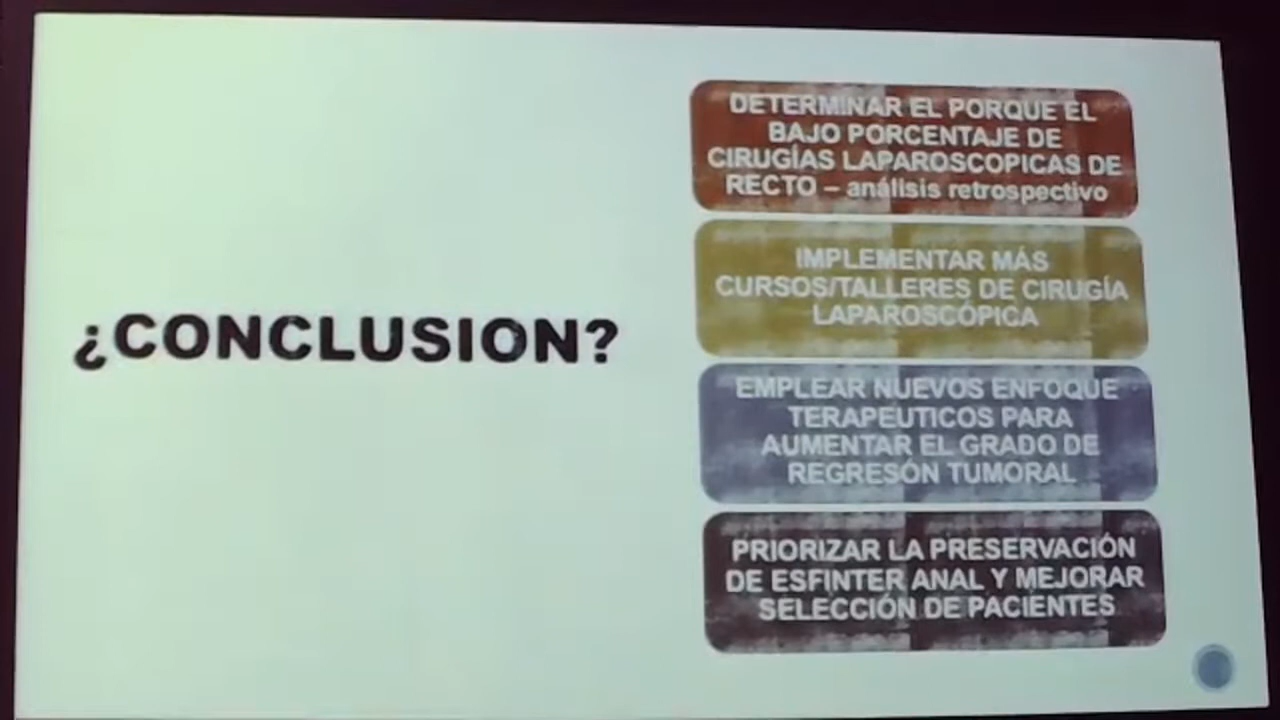 ¿CONCLUSION?
DETERMINAR EL PORQUE EL
BAJO PORCENTAJE DE
CIRUGÍAS LAPAROSCOPICAS DE
RECTO – análisis retrospectivo
IMPLEMENTAR MÁS
CURSOS/TALLERES DE CIRUGÍA
LAPAROSCÓPICA
EMPLEAR NUEVOS ENFOQUE
TERAPEUTICOS PARA
AUMENTAR EL GRADO DE
REGRESÓN TUMORAL
PRIORIZAR LA PRESERVACIÓN
DE ESFINTER ANAL Y MEJORAR
SELECCIÓN DE PACIENTES